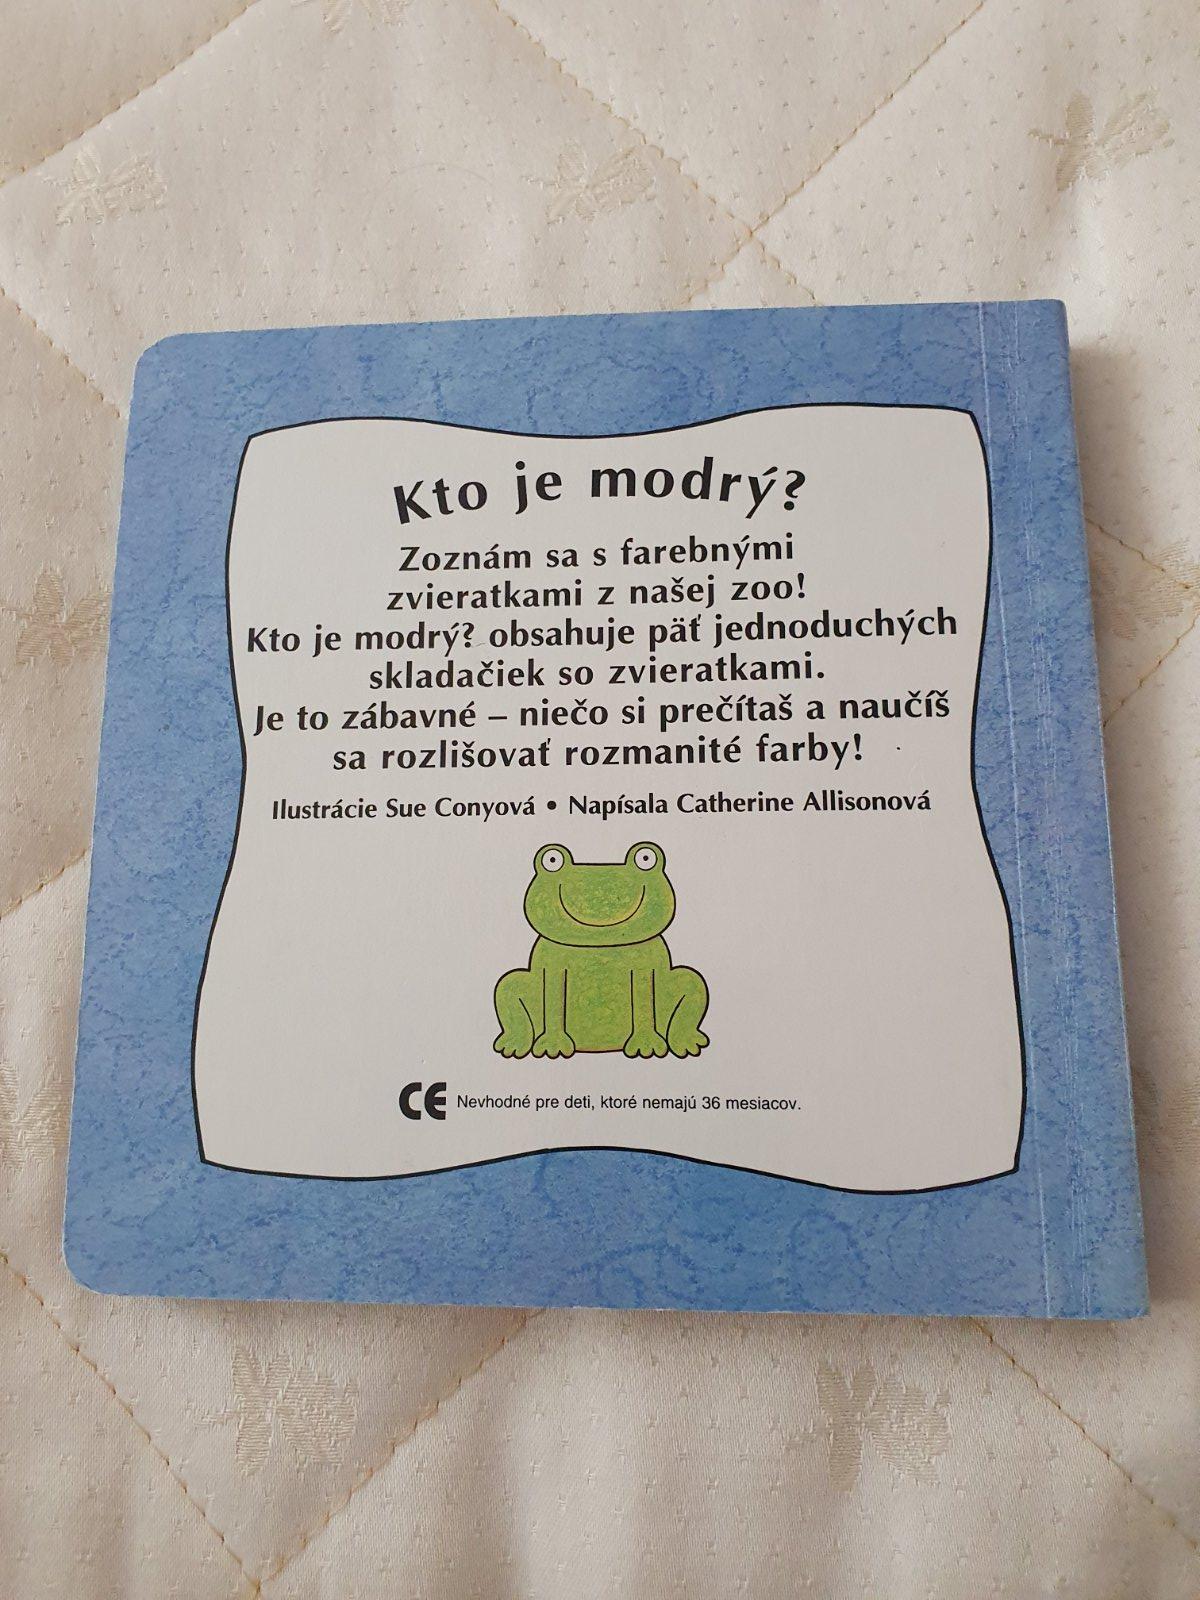 Kto je modrý?
Zoznám sa s farebnými
zvieratkami z našej zoo!
Kto je modrý? obsahuje päť jednoduchých
skladačiek so zvieratkami.
Je to zábavné – niečo si prečítaš a naučíš
sa rozlišovať rozmanité farby!
Ilustrácie Sue Conyová • Napísala Catherine Allisonová
CE Nevhodné pre deti, ktoré nemajú 36 mesiacov.